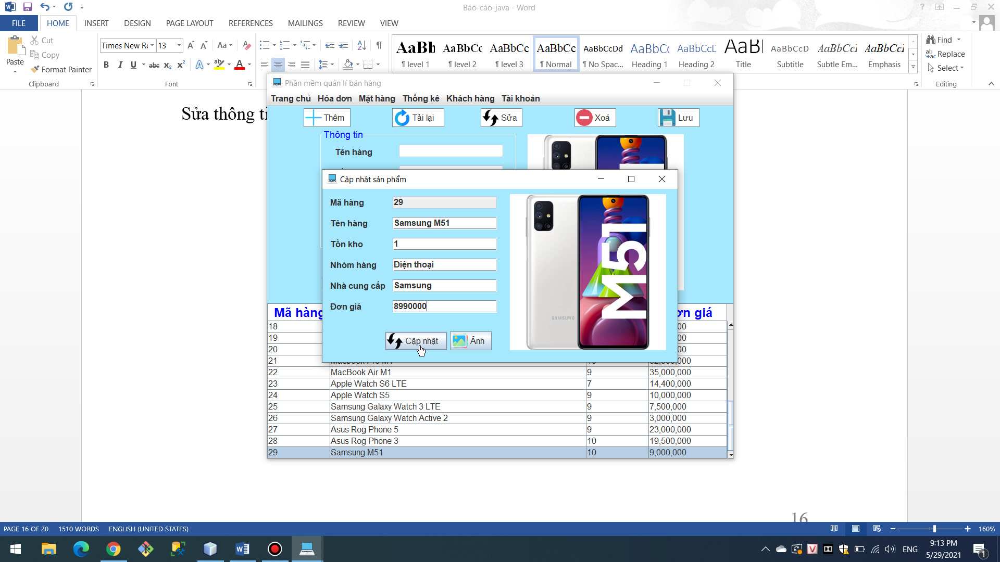 Báo-cáo-java - Word
FILE HOME INSERT DESIGN PAGE LAYOUT REFERENCES MAILINGS REVIEW VIEW
Paste
Cut
Copy
Format Painter
Clipboard
Times New Ro 13
Font
AaBb AaBbCc AaBbCc AaBbCc AaBbCcDd AaBbCc AaBbCcD AaBl AaBbCcD AaBbCcl AaBbCcl
¶ level 1 ¶ level 2 ¶ level 3 ¶ Normal ¶ No Spac... Heading 1 Heading 2 Title Subtitle Subtle Em... Emphasis
Find
Replace
Select
Editing
Sửa thông ti
Phần mềm quản lí bán hàng
Trang chủ Hóa đơn Mặt hàng Thống kê Khách hàng Tài khoản
Thêm Tải lại Sửa Xoá Lưu
Thông tin
Tên hàng
Cập nhật sản phẩm
Mã hàng 29
Tên hàng Samsung M51
Tồn kho 1
Nhóm hàng Điện thoại
Nhà cung cấp Samsung
Đơn giá 8990000
Cập nhật Ảnh
M51
SAMSUNG
Mã hàng ơn giá
18 00
19 00
20 00
21
22 MacBook Air M1 9 35,000,000
23 Apple Watch S6 LTE 7 14,400,000
24 Apple Watch S5 9 10,000,000
25 Samsung Galaxy Watch 3 LTE 9 7,500,000
26 Samsung Galaxy Watch Active 2 9 3,000,000
27 Asus Rog Phone 5 9 23,000,000
28 Asus Rog Phone 3 10 19,500,000
29 Samsung M51 10 9,000,000
16
PAGE 16 OF 20 1510 WORDS ENGLISH (UNITED STATES) 160%
ENG
9:13 PM
5/29/2021
1